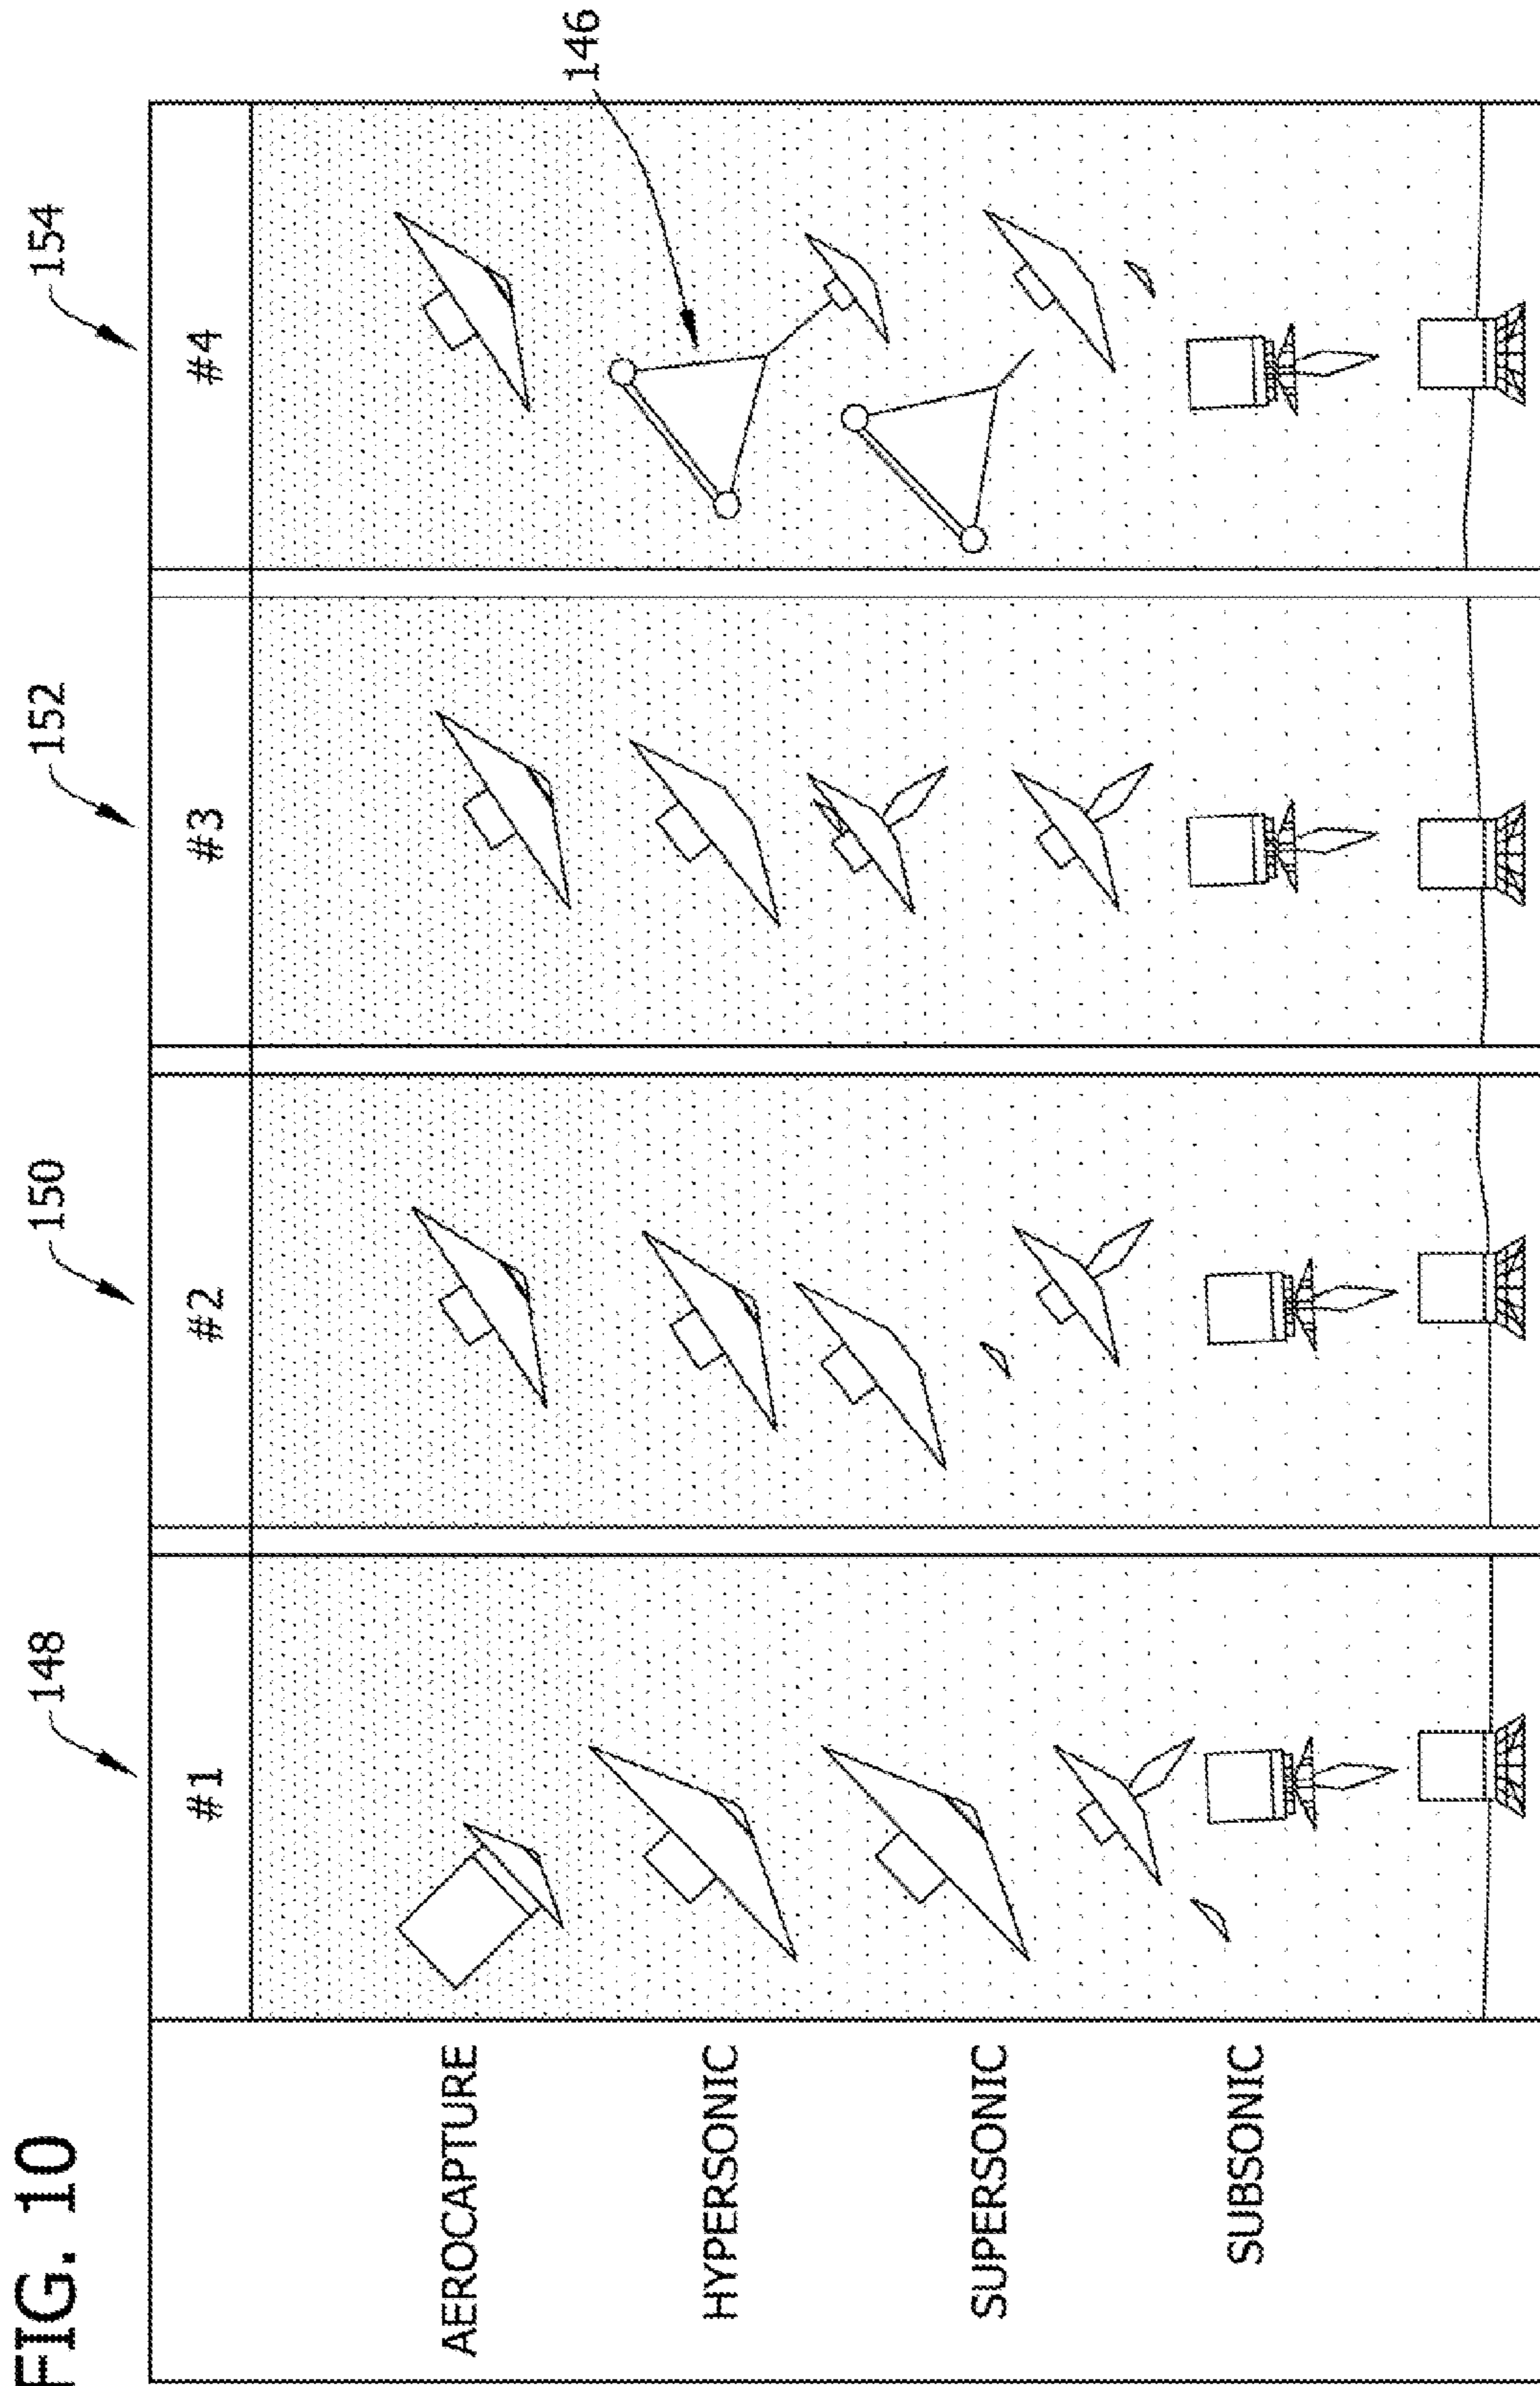 FIG. 10
148
150
152
154
#1
#2
#3
#4
146
AEROCAPTURE
HYPERSONIC
SUPERSONIC
SUBSONIC